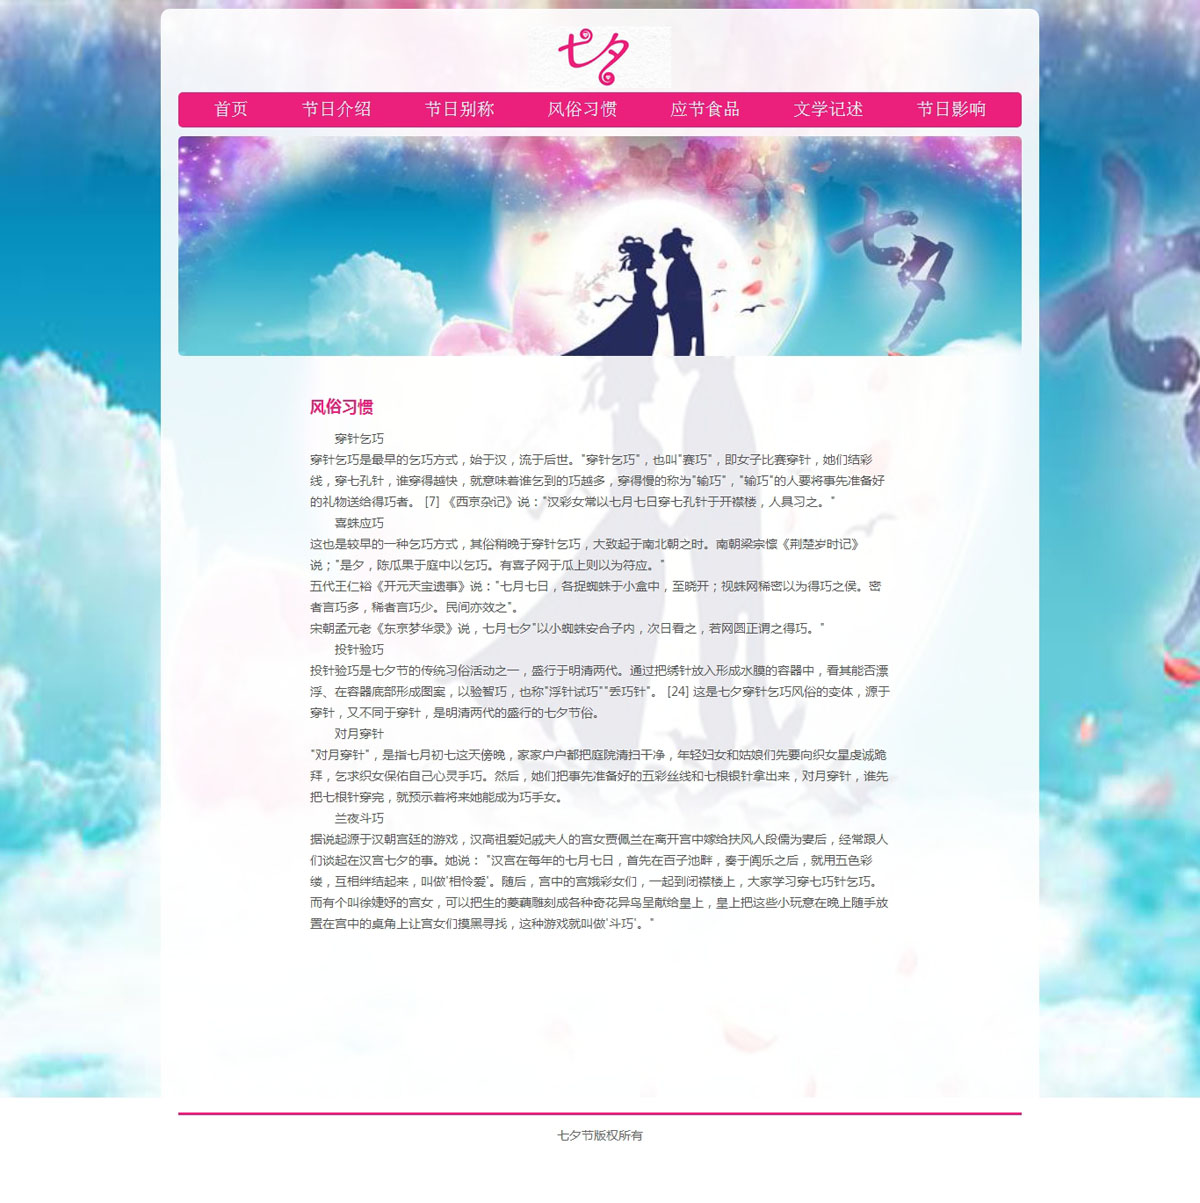 七夕
首页 节日介绍 节日别称 风俗习惯 应节食品 文学记述 节日影响
七夕
七夕
风俗习惯
穿针乞巧
穿针乞巧是最早的乞巧方式，始于汉，流于后世。"穿针乞巧"，也叫"赛巧"，即女子比赛穿针，她们结彩
线，穿七孔针，谁穿得越快，就意味着谁乞到的巧越多，穿得慢的称为"输巧"，"输巧"的人要将事先准备好
的礼物送给得巧者。 [7] 《西京杂记》说："汉彩女常以七月七日穿七孔针于开襟楼，人具习之。"
喜蛛应巧
这也是较早的一种乞巧方式，其俗稍晚于穿针乞巧，大致起于南北朝之时。南朝梁宗懔《荆楚岁时记》
说；"是夕，陈瓜果于庭中以乞巧。有喜子网于瓜上则以为符应。"
五代王仁裕《开元天宝遗事》说："七月七日，各捉蜘蛛于小盒中，至晓开；视蛛网稀密以为得巧之侯。密
者言巧多，稀者言巧少。民间亦效之"。
宋朝孟元老《东京梦华录》说，七月七夕"以小蜘蛛安合子内，次日看之，若网圆正谓之得巧。"
投针验巧
投针验巧是七夕节的传统习俗活动之一，盛行于明清两代。通过把绣针放入形成水膜的容器中，看其能否漂
浮、在容器底部形成图案，以验智巧，也称"浮针试巧""丢巧针"。 [24] 这是七夕穿针乞巧风俗的变体，源于
穿针，又不同于穿针，是明清两代的盛行的七夕节俗。
对月穿针
"对月穿针"，是指七月初七这天傍晚，家家户户都把庭院清扫干净，年轻妇女和姑娘们先要向织女星虔诚跪
拜，乞求织女保佑自己心灵手巧。然后，她们把事先准备好的五彩丝线和七根银针拿出来，对月穿针，谁先
把七根针穿完，就预示着将来她能成为巧手女。
兰夜斗巧
据说起源于汉朝宫廷的游戏，汉高祖爱妃戚夫人的宫女贾佩兰在离开宫中嫁给扶风人段儒为妻后，经常跟人
们谈起在汉宫七夕的事。她说： "汉宫在每年的七月七日，首先在百子池畔，奏于阗乐之后，就用五色彩
缕，互相绊结起来，叫做'相怜爱'。随后，宫中的宫娥彩女们，一起到闭襟楼上，大家学习穿七巧针乞巧。
而有个叫徐婕妤的宫女，可以把生的菱藕雕刻成各种奇花异鸟呈献给皇上，皇上把这些小玩意在晚上随手放
置在宫中的桌角上让宫女们摸黑寻找，这种游戏就叫做'斗巧'。"
七夕节版权所有